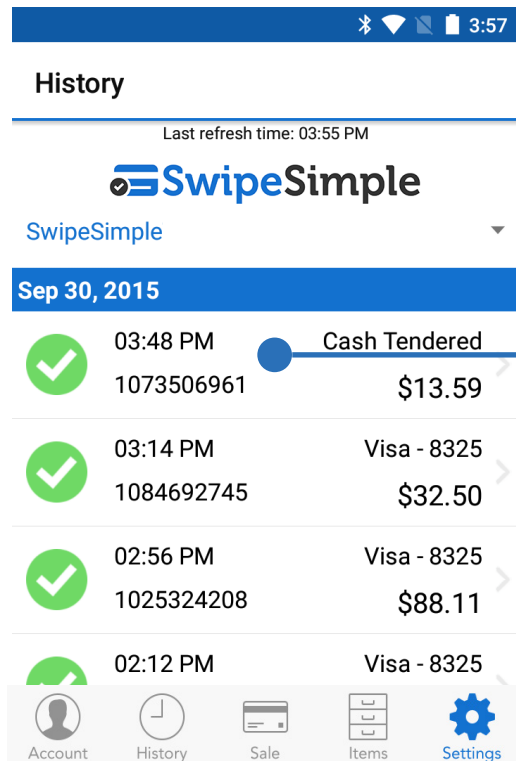 3:57
History
Last refresh time: 03:55 PM
SwipeSimple
SwipeSimple
Sep 30, 2015
03:48 PM Cash Tendered
1073506961 $13.59
03:14 PM Visa - 8325
1084692745 $32.50
02:56 PM Visa - 8325
1025324208 $88.11
02:12 PM Visa - 8325
Account History Sale Items Settings